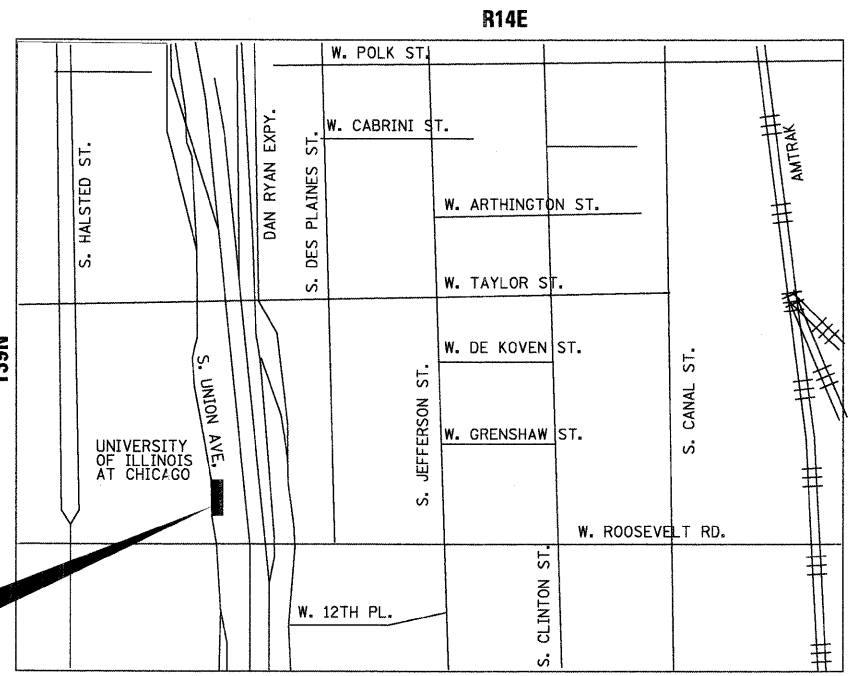 R14E
W. POLK ST.
W. CABRINI ST.
S. HALSTED ST.
DAN RYAN EXPY.
S. DES PLAINES ST.
AMTRAK
W. ARTHINGTON ST.
W. TAYLOR ST.
T39N
W. DE KOVEN ST.
S. UNION AVE.
S. JEFFERSON ST.
S. CANAL ST.
W. GRENSHAW ST.
UNIVERSITY
OF ILLINOIS
AT CHICAGO
W. ROOSEVELT RD.
S. CLINTON ST.
W. 12TH PL.